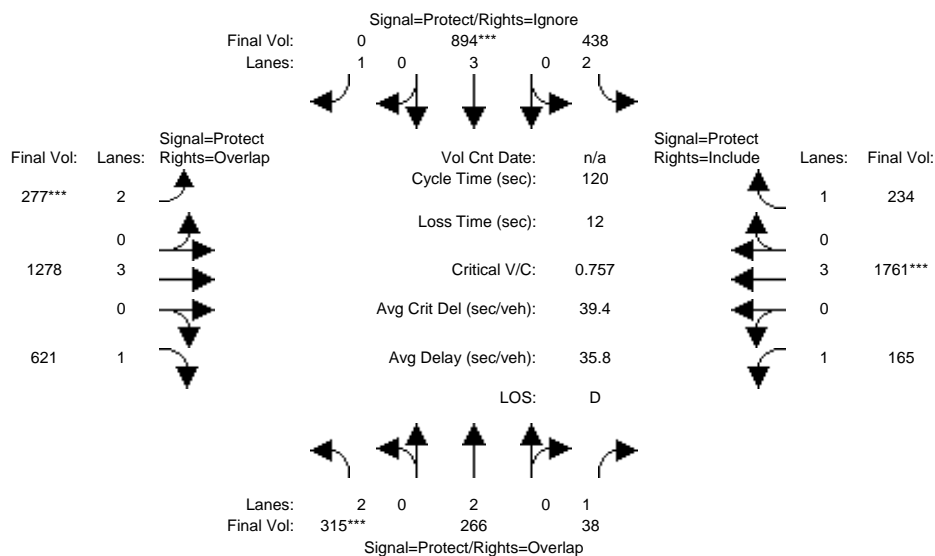 Signal=Protect/Rights=Ignore
Final Vol: 0 894*** 438
Lanes: 1 0 3 0 2
Signal=Protect
Rights=Overlap
Signal=Protect
Rights=Include
Final Vol: Lanes: Vol Cnt Date: n/a Lanes: Final Vol:
Cycle Time (sec): 120
277*** 2 1 234
Loss Time (sec): 12
0 0
1278 3 Critical V/C: 0.757 3 1761***
0 Avg Crit Del (sec/veh): 39.4 0
621 1 Avg Delay (sec/veh): 35.8 1 165
LOS: D
Lanes: 2 0 2 0 1
Final Vol: 315*** 266 38
Signal=Protect/Rights=Overlap